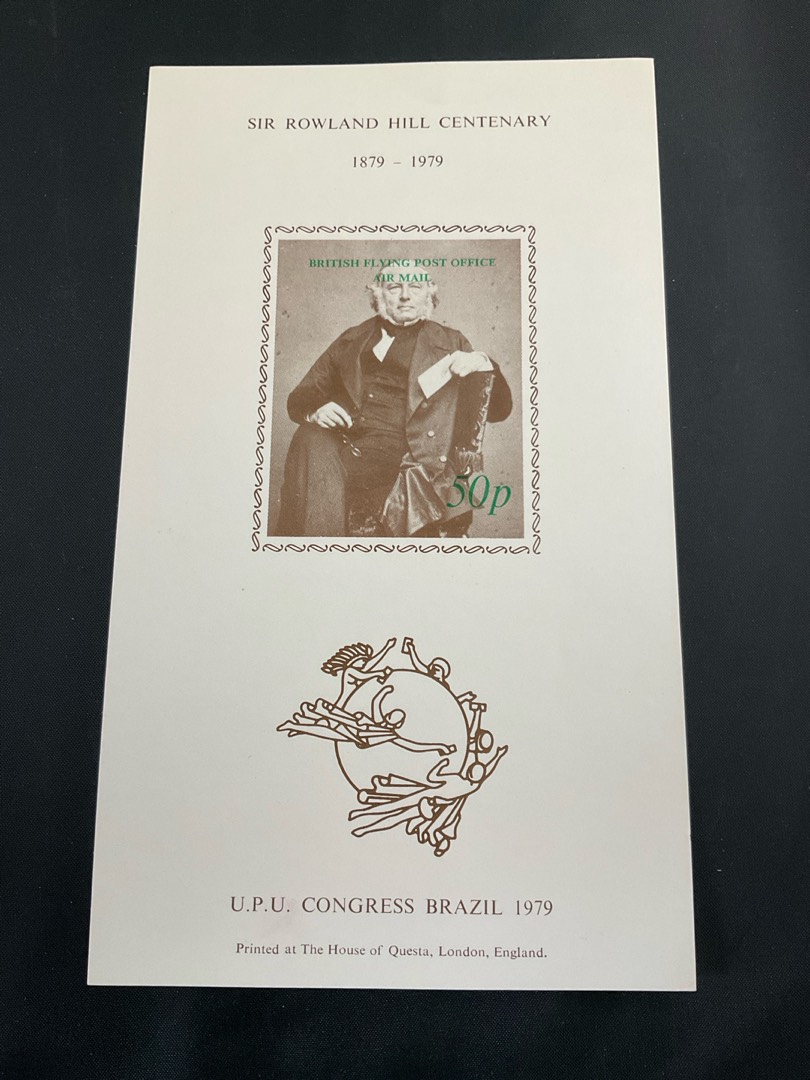 SIR ROWLAND HILL CENTENARY
1879 – 1979
BRITISH FLYING POST OFFICE
AIR MAIL
50p
U.P.U. CONGRESS BRAZIL 1979
Printed at The House of Questa, London, England.